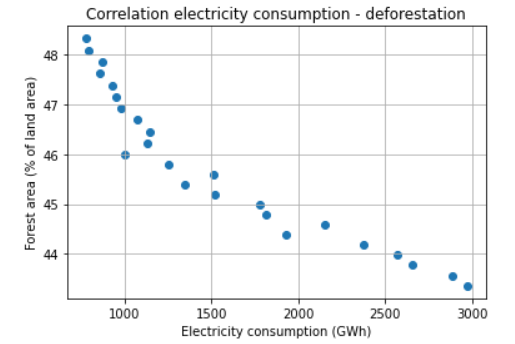 Correlation electricity consumption - deforestation
48
47
46
45
44
Forest area (% of land area)
1000 1500 2000 2500 3000
Electricity consumption (GWh)